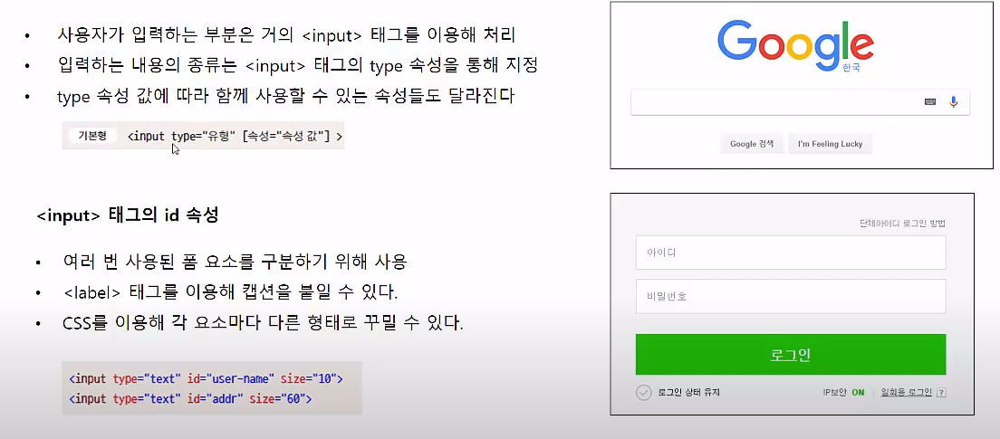 • 사용자가 입력하는 부분은 거의 <input> 태그를 이용해 처리
• 입력하는 내용의 종류는 <input> 태그의 type 속성을 통해 지정
• type 속성 값에 따라 함께 사용할 수 있는 속성들도 달라진다
기본형 <input type="유형" [속성="속성 값"] >
<input> 태그의 id 속성
• 여러 번 사용된 폼 요소를 구분하기 위해 사용
• <label> 태그를 이용해 캡션을 붙일 수 있다.
• CSS를 이용해 각 요소마다 다른 형태로 꾸밀 수 있다.
<input type="text" id="user-name" size="10">
<input type="text" id="addr" size="60">
Google
한국
Google 검색 I'm Feeling Lucky
단체아이디 로그인 방법
아이디
비밀번호
로그인
로그인 상태 유지 IP보안 ON | 일회용 로그인 ?